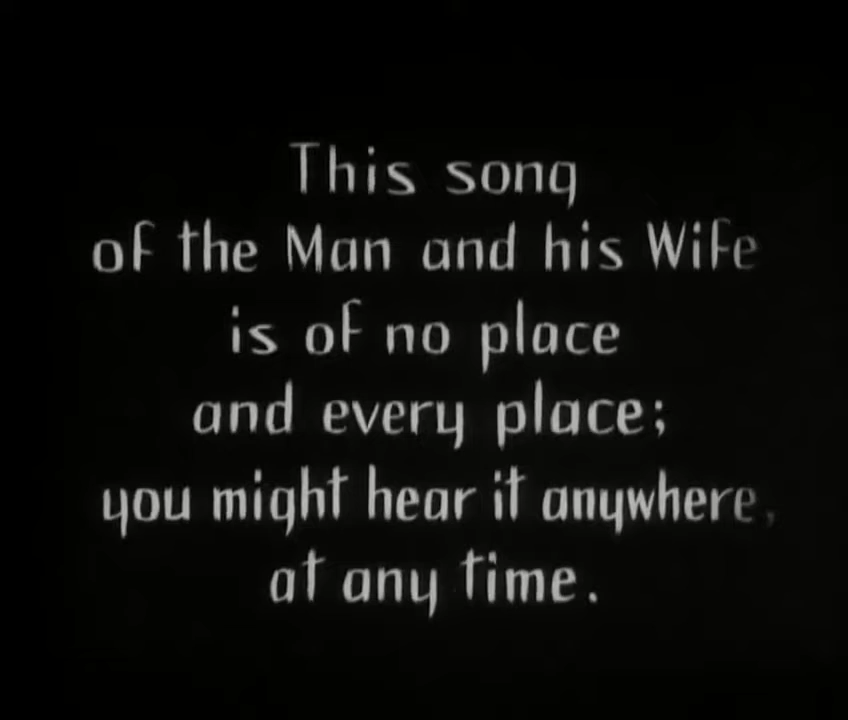 This song
of the Man and his Wife
is of no place
and every place;
you might hear it anywhere,
at any time.